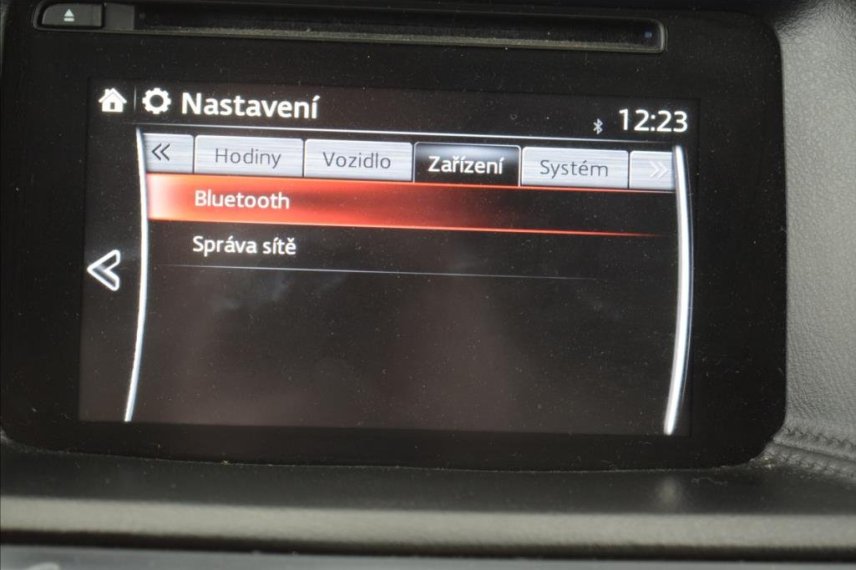 Nastavení
12:23
Hodiny Vozidlo Zařízení Systém
Bluetooth
Správa sítě